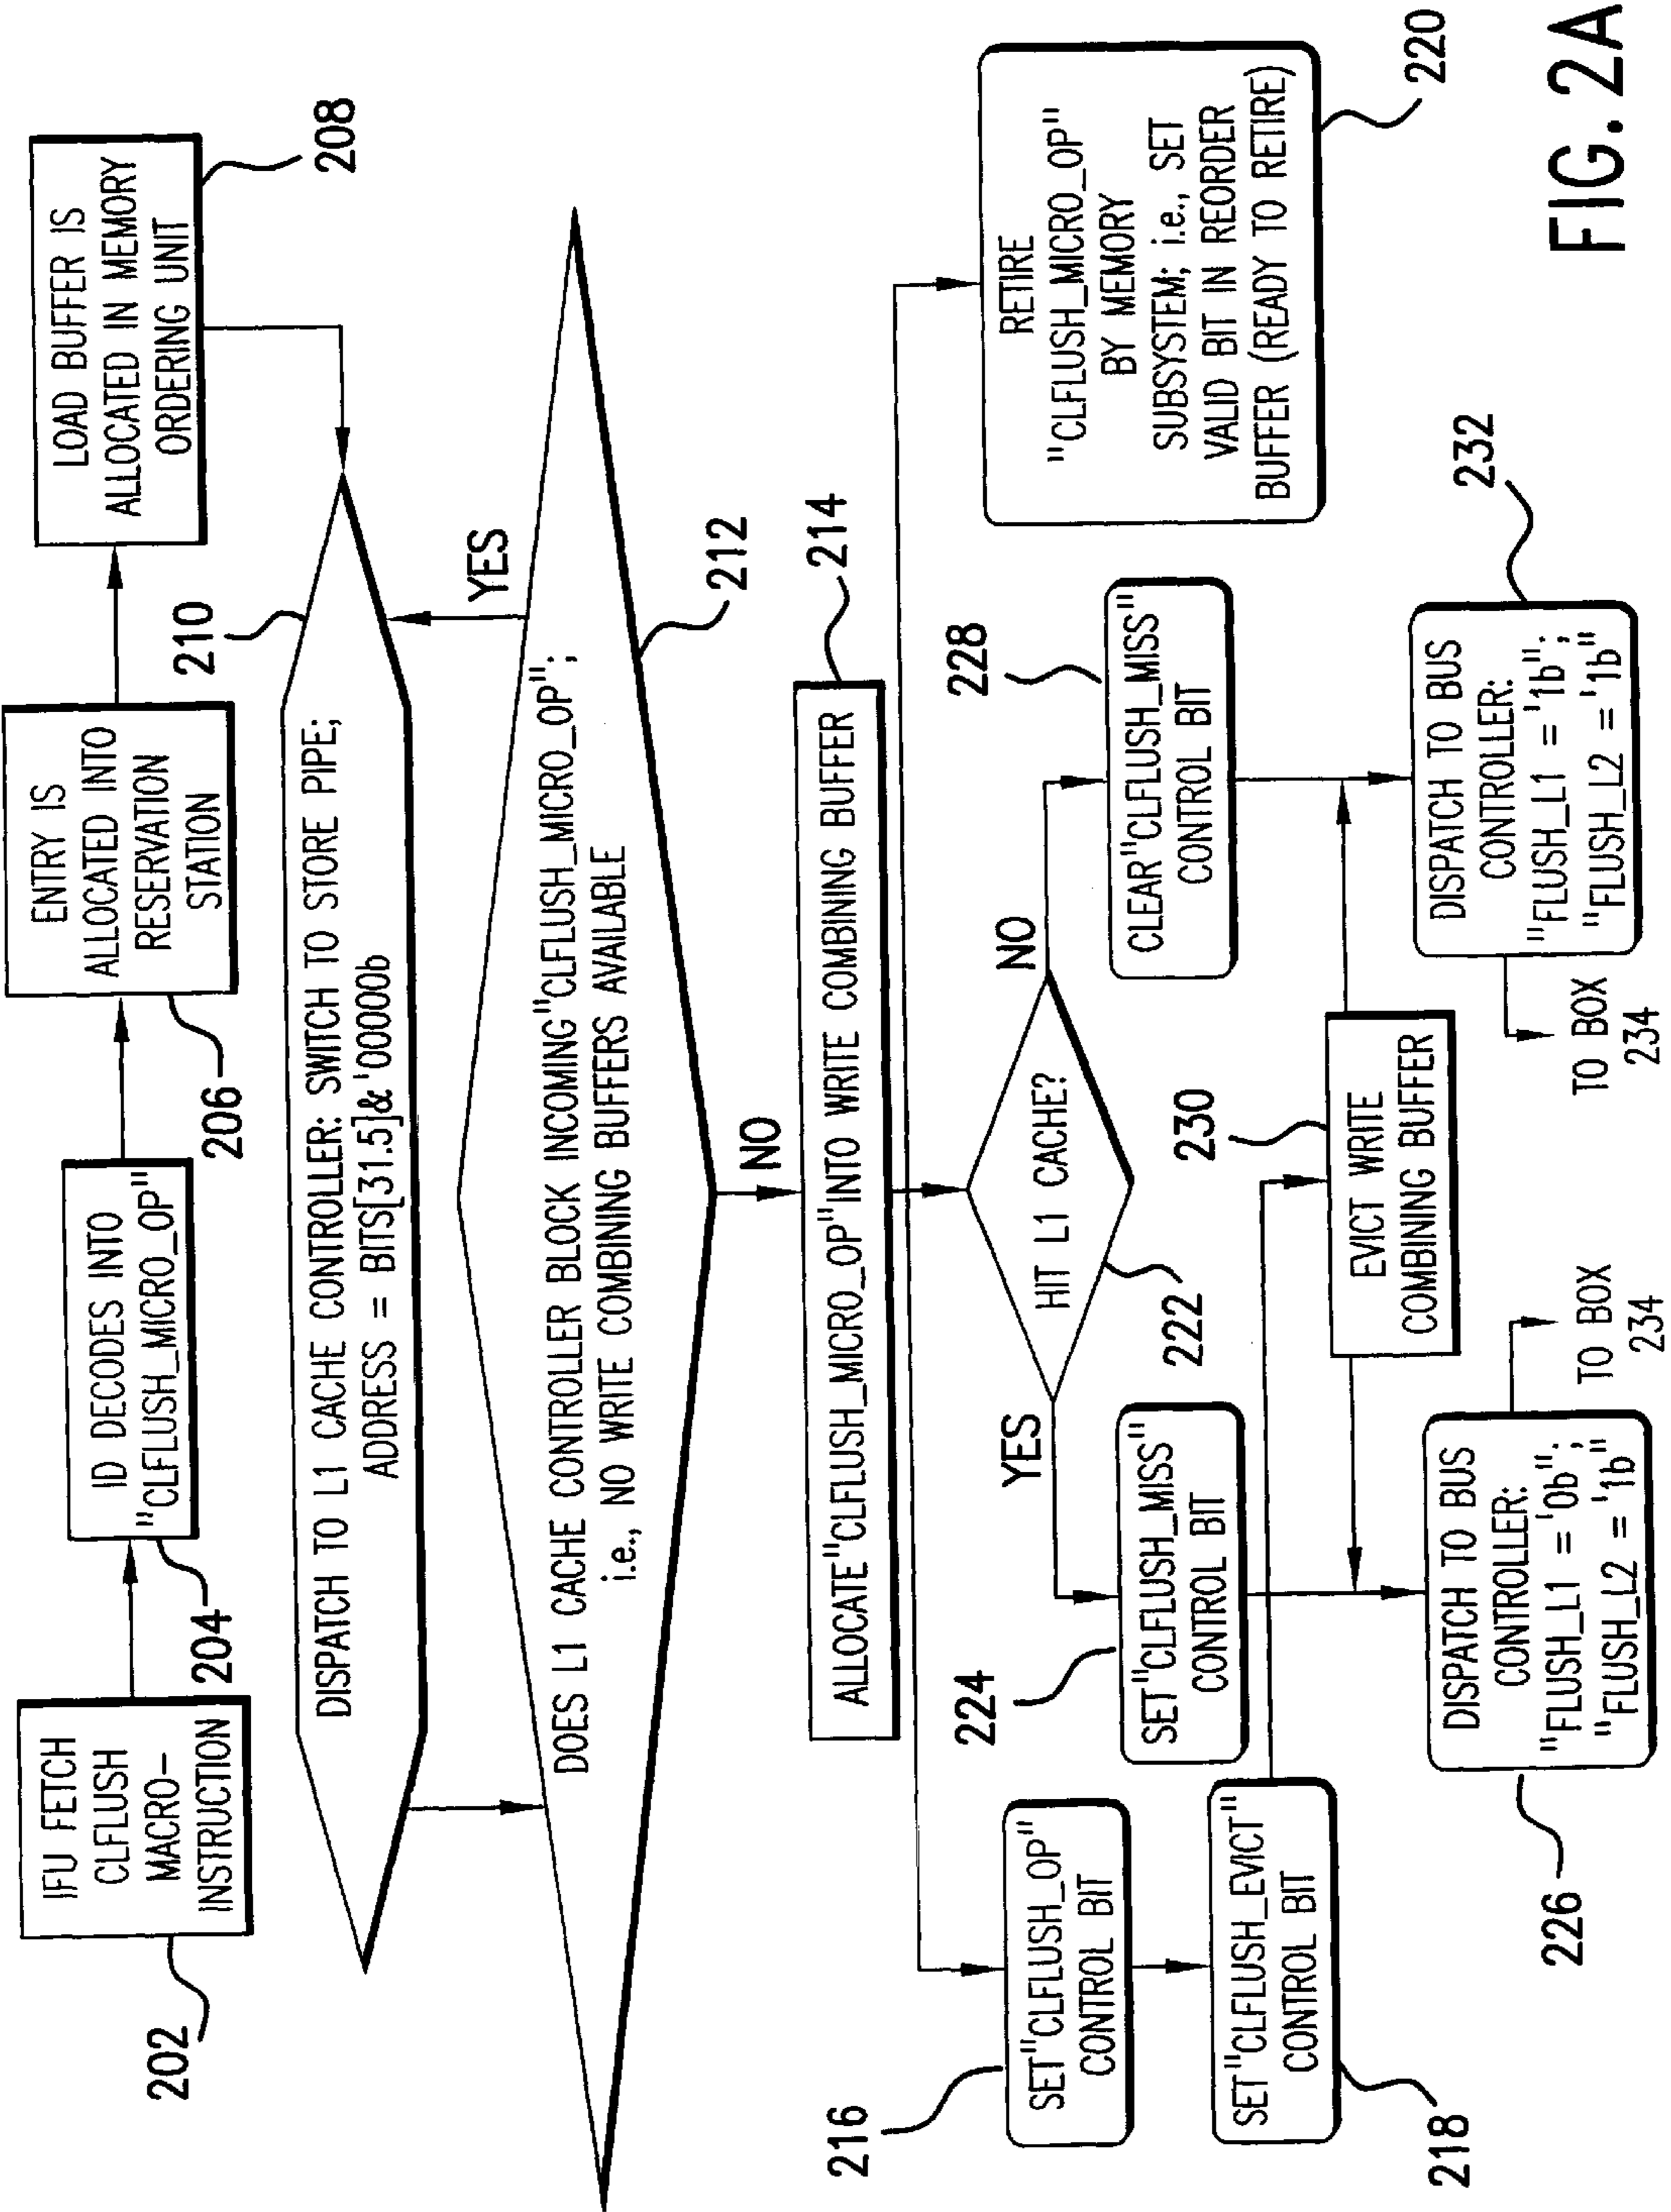 IFU FETCH
CLFLUSH
MACRO-
INSTRUCTION
202
ID DECODES INTO
"CLFLUSH_MICRO_OP"
204
ENTRY IS
ALLOCATED INTO
RESERVATION
STATION
206
LOAD BUFFER IS
ALLOCATED IN MEMORY
ORDERING UNIT
208
DISPATCH TO L1 CACHE CONTROLLER: SWITCH TO STORE PIPE;
ADDRESS = BITS[31.5]& '00000b
210
YES
DOES L1 CACHE CONTROLLER BLOCK INCOMING"CLFLUSH_MICRO_OP";
i.e., NO WRITE COMBINING BUFFERS AVAILABLE
212
NO
ALLOCATE"CLFLUSH_MICRO_OP"INTO WRITE COMBINING BUFFER
214
216
SET"CLFLUSH_OP"
CONTROL BIT
SET"CLFLUSH_EVICT"
CONTROL BIT
218
HIT L1 CACHE?
222
YES
NO
224
SET"CLFLUSH_MISS"
CONTROL BIT
228
CLEAR"CLFLUSH_MISS"
CONTROL BIT
RETIRE
"CLFLUSH_MICRO_OP"
BY MEMORY
SUBSYSTEM; i.e., SET
VALID BIT IN REORDER
BUFFER (READY TO RETIRE)
220
230
EVICT WRITE
COMBINING BUFFER
DISPATCH TO BUS
CONTROLLER:
"FLUSH_L1 ='0b";
"FLUSH_L2 ='1b"
226
TO BOX
234
DISPATCH TO BUS
CONTROLLER:
"FLUSH_L1 ='1b";
"FLUSH_L2 ='1b"
232
TO BOX
234
FIG. 2A